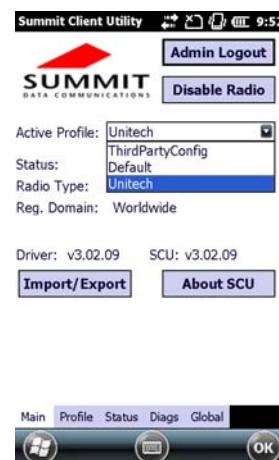 Summit Client Utility 9:52
Admin Logout
SUMMIT
DATA COMMUNICATIONS
Disable Radio
Active Profile: Unitech
ThirdPartyConfig
Status: Default
Radio Type: Unitech
Reg. Domain: Worldwide
Driver: v3.02.09 SCU: v3.02.09
Import/Export About SCU
Main Profile Status Diags Global
OK